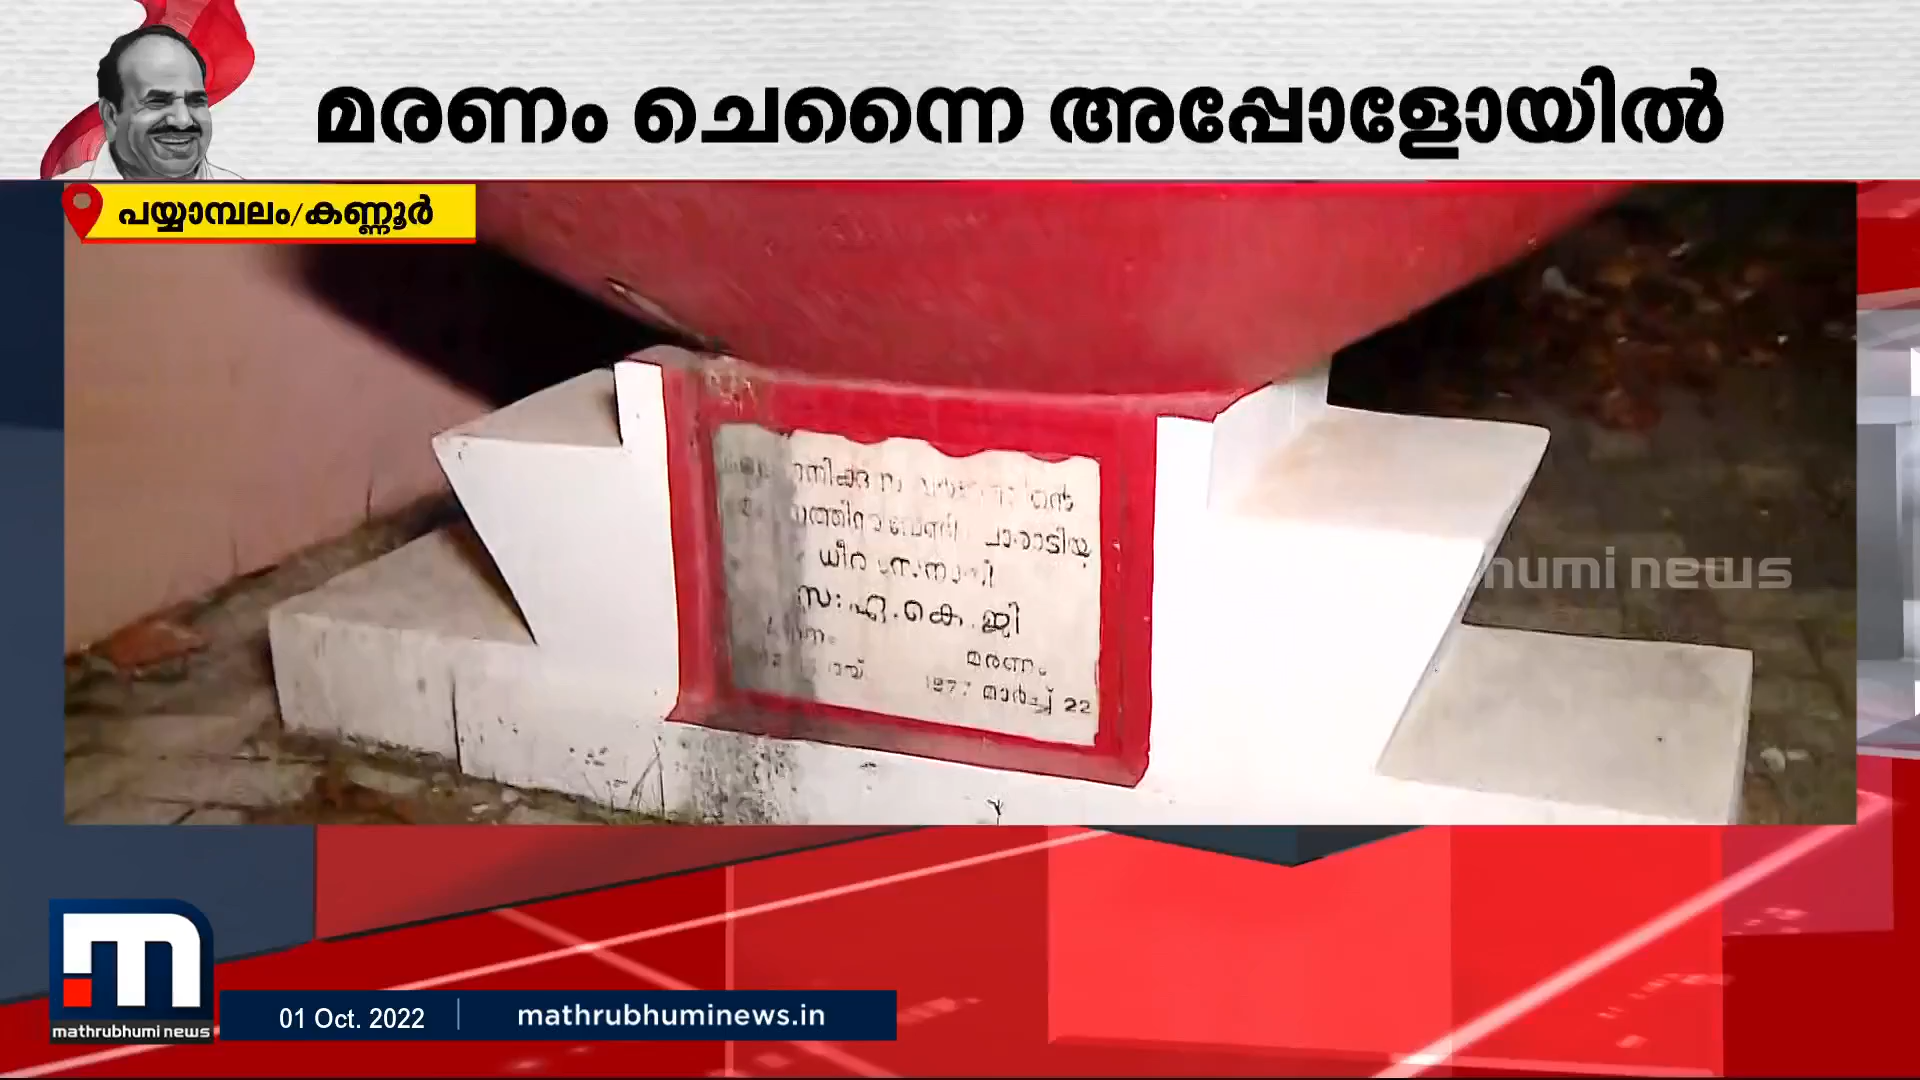 മരണം ചെന്നൈ അപ്പോളോയിൽ
പയ്യാമ്പലം/കണ്ണൂർ
പോരാടിയ
സ: ഏ.കെ.ജി
മരണം
1977 മാർച്ച് 22
humi news
mathrubhumi news
01 Oct. 2022
mathrubhuminews.in